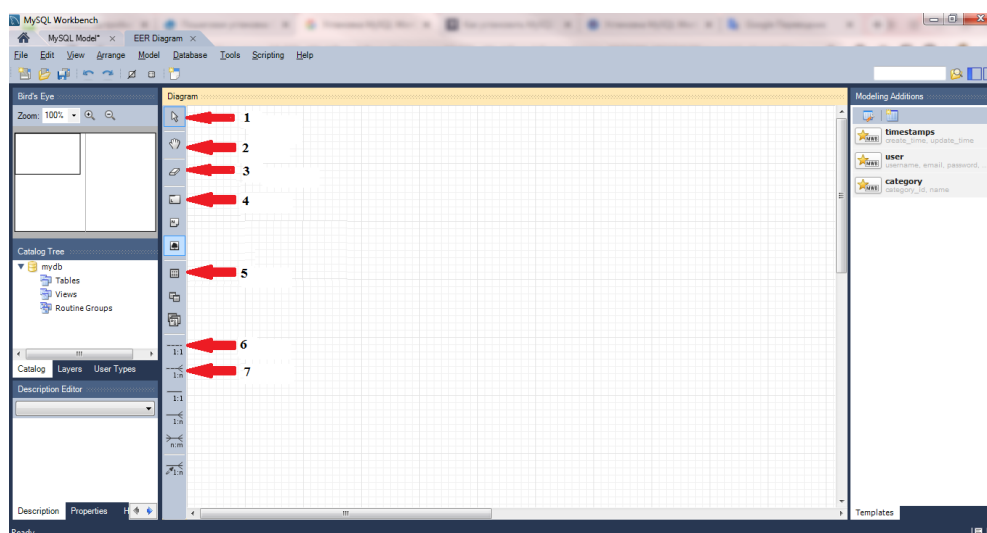 MySQL Workbench
MySQL Model* × EER Diagram ×
File Edit View Arrange Model Database Tools Scripting Help
Bird's Eye
Zoom: 100%
Catalog Tree
mydb
Tables
Views
Routine Groups
Catalog Layers User Types
Description Editor
Description Properties H
Diagram
1
2
3
4
5
6
1:1
7
1:n
1:1
1:n
n:m
1:n
Modeling Additions
timestamps
create_time, update_time
user
username, email, password,
category
category_id, name
Templates
Ready